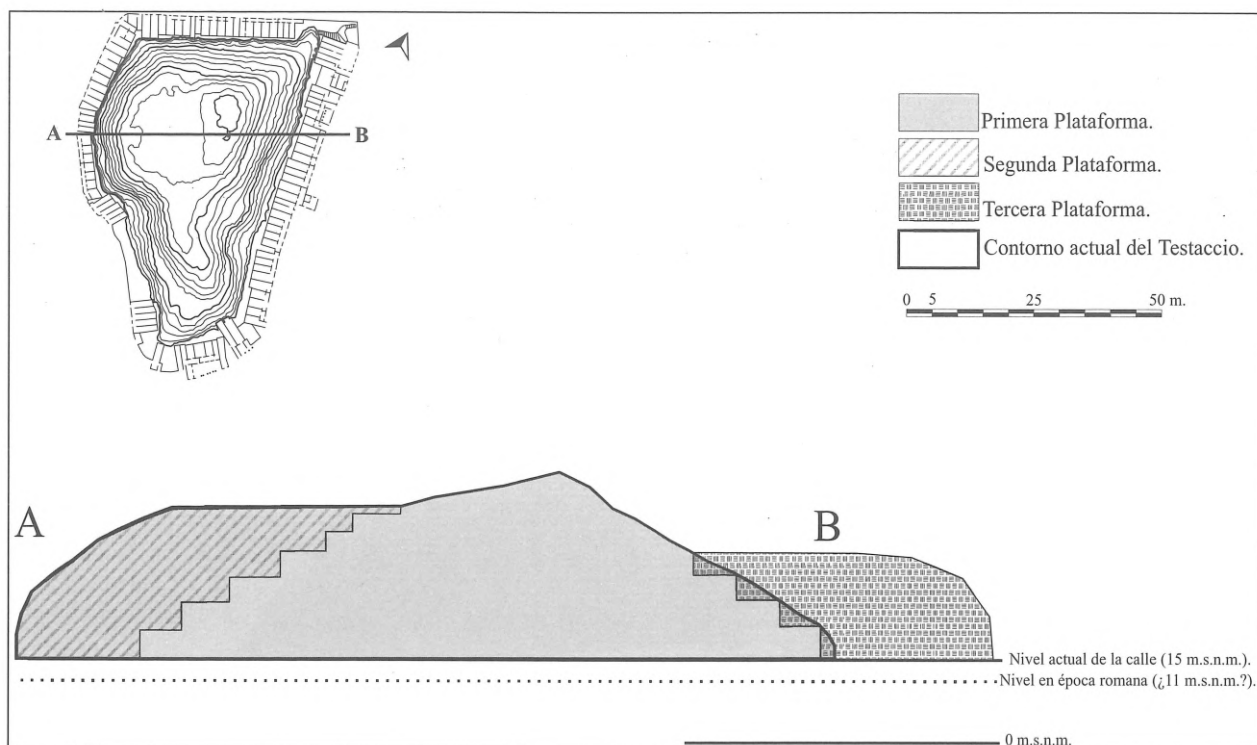 A B
Primera Plataforma.
Segunda Plataforma.
Tercera Plataforma.
Contorno actual del Testaccio.
0 5 25 50 m.
A B
Nivel actual de la calle (15 m.s.n.m.).
Nivel en época romana (¿11 m.s.n.m.?).
0 m.s.n.m.